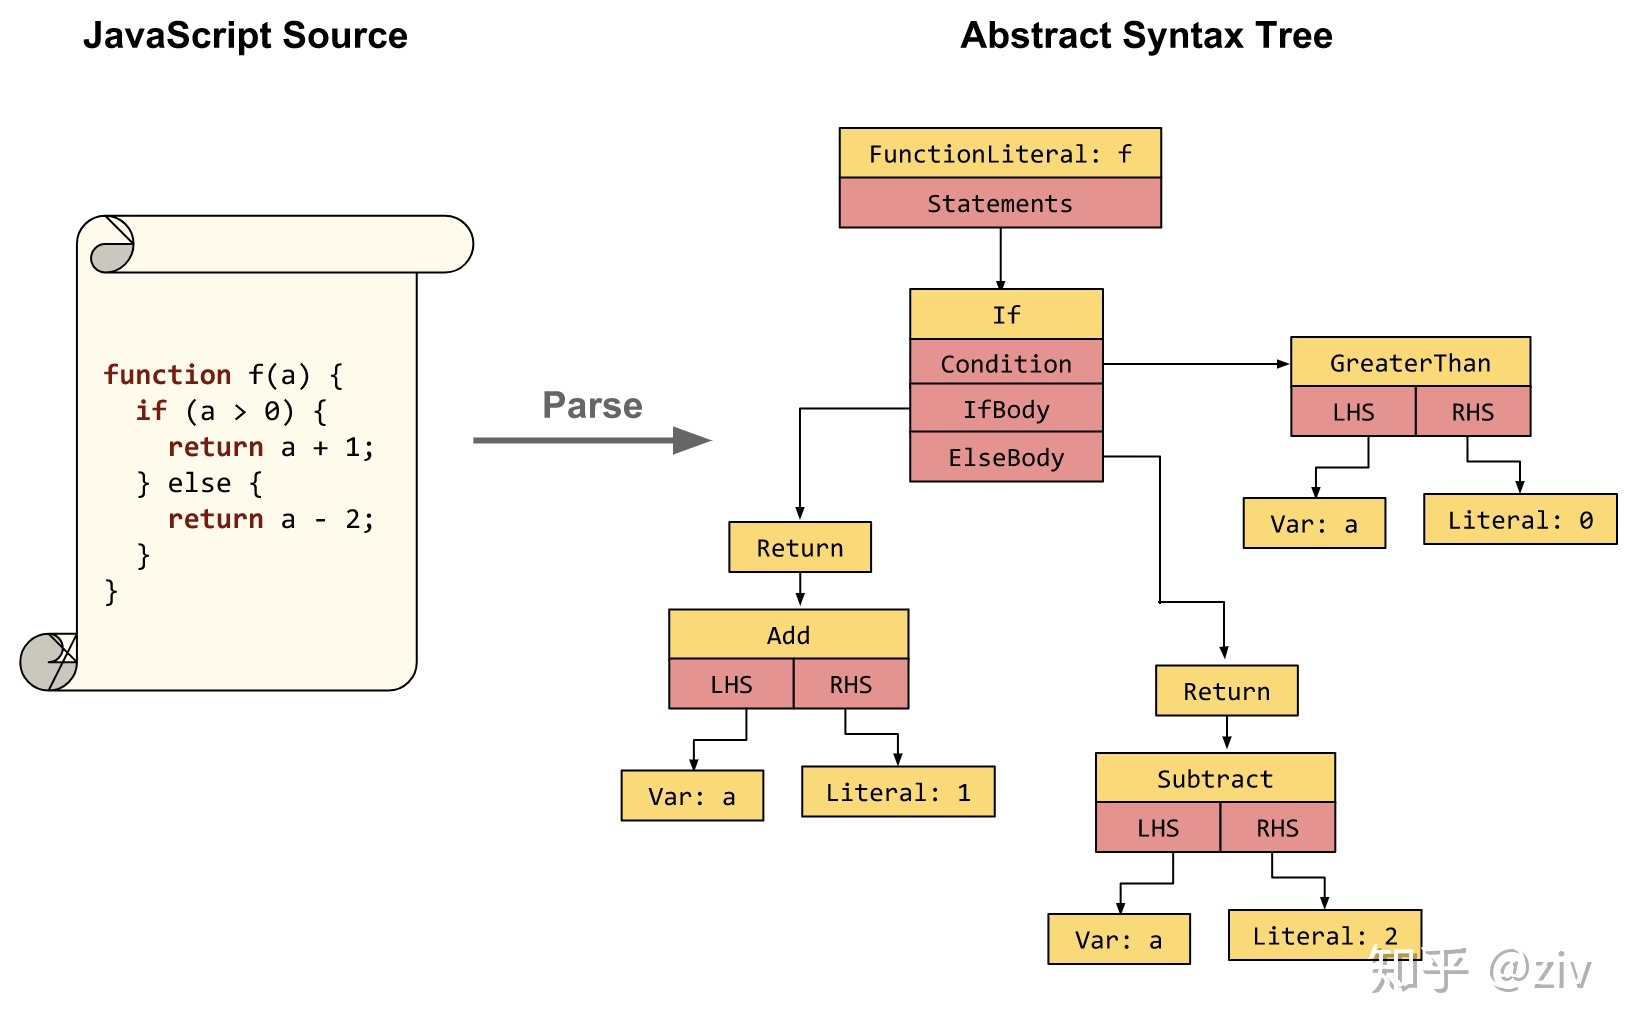 JavaScript Source
Abstract Syntax Tree
function f(a) {
if (a > 0) {
return a + 1;
} else {
return a - 2;
}
}
Parse
FunctionLiteral: f
Statements
If
Condition
IfBody
ElseBody
GreaterThan
LHS RHS
Var: a
Literal: 0
Return
Add
LHS RHS
Var: a
Literal: 1
Return
Subtract
LHS RHS
Var: a
Literal: 2
知乎 @ziv